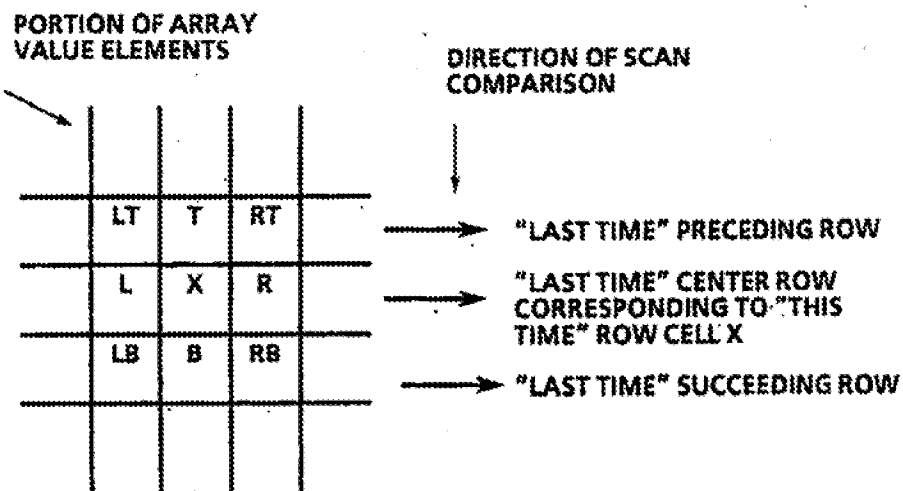 PORTION OF ARRAY
VALUE ELEMENTS
DIRECTION OF SCAN
COMPARISON
LT T RT
"LAST TIME" PRECEDING ROW
L X R
"LAST TIME" CENTER ROW
CORRESPONDING TO "THIS
TIME" ROW CELL X
LB B RB
"LAST TIME" SUCCEEDING ROW